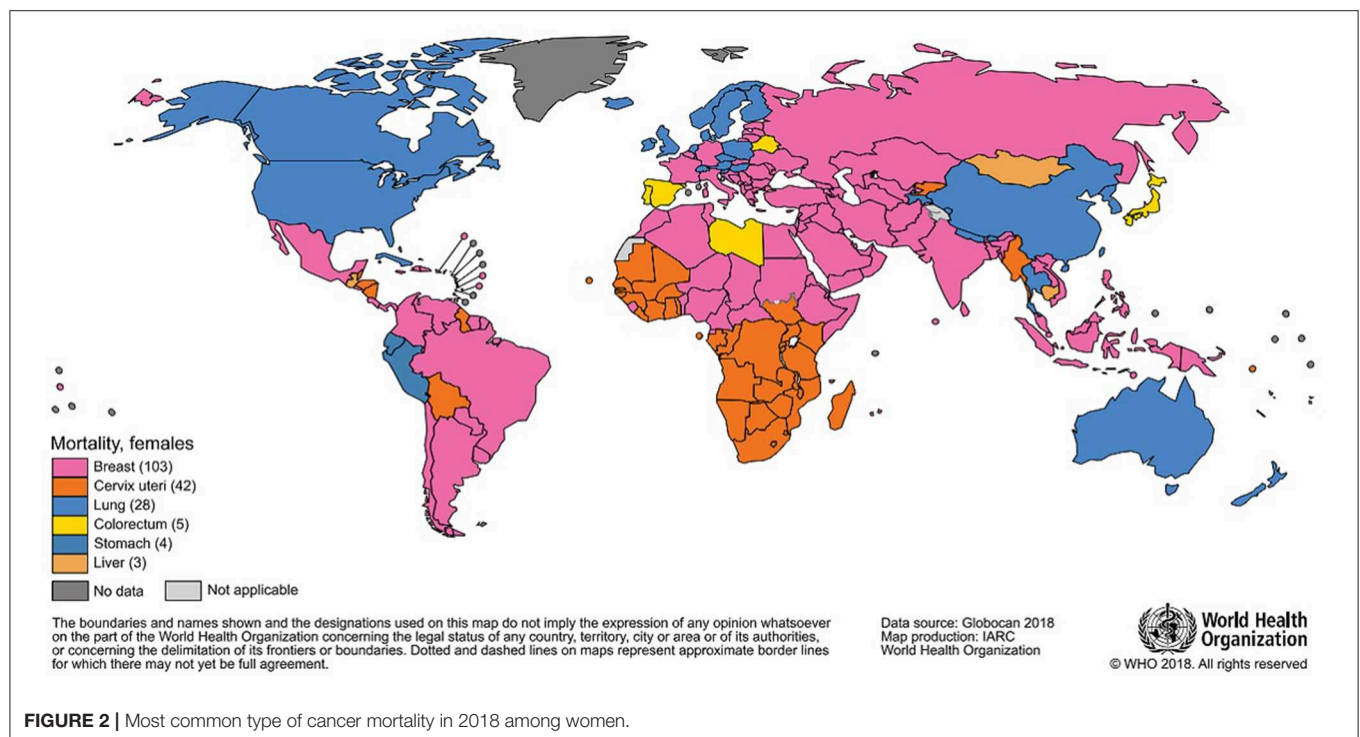 Mortality, females
Breast (103)
Cervix uteri (42)
Lung (28)
Colorectum (5)
Stomach (4)
Liver (3)
No data
Not applicable
The boundaries and names shown and the designations used on this map do not imply the expression of any opinion whatsoever
on the part of the World Health Organization concerning the legal status of any country, territory, city or area or of its authorities,
or concerning the delimitation of its frontiers or boundaries. Dotted and dashed lines on maps represent approximate border lines
for which there may not yet be full agreement.
Data source: Globocan 2018
Map production: IARC
World Health Organization
World Health
Organization
© WHO 2018. All rights reserved
FIGURE 2 | Most common type of cancer mortality in 2018 among women.